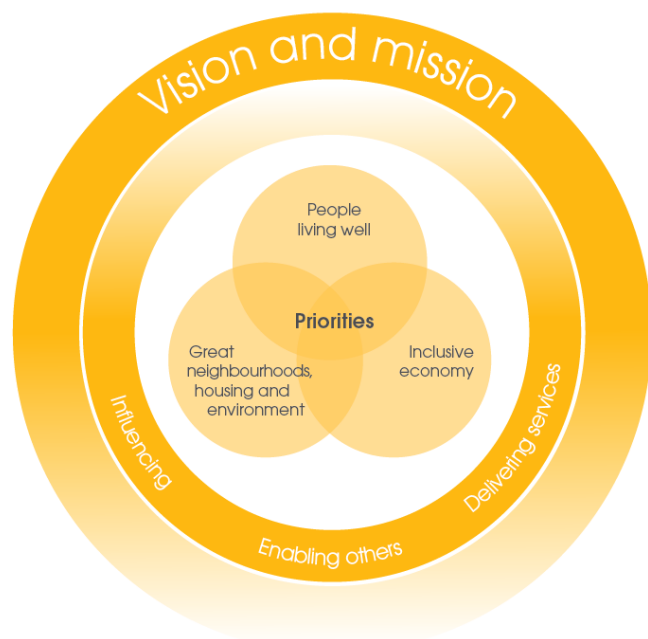 Vision and mission
People
living well
Priorities
Great
neighbourhoods,
housing and
environment
Inclusive
economy
Influencing
Enabling others
Delivering services